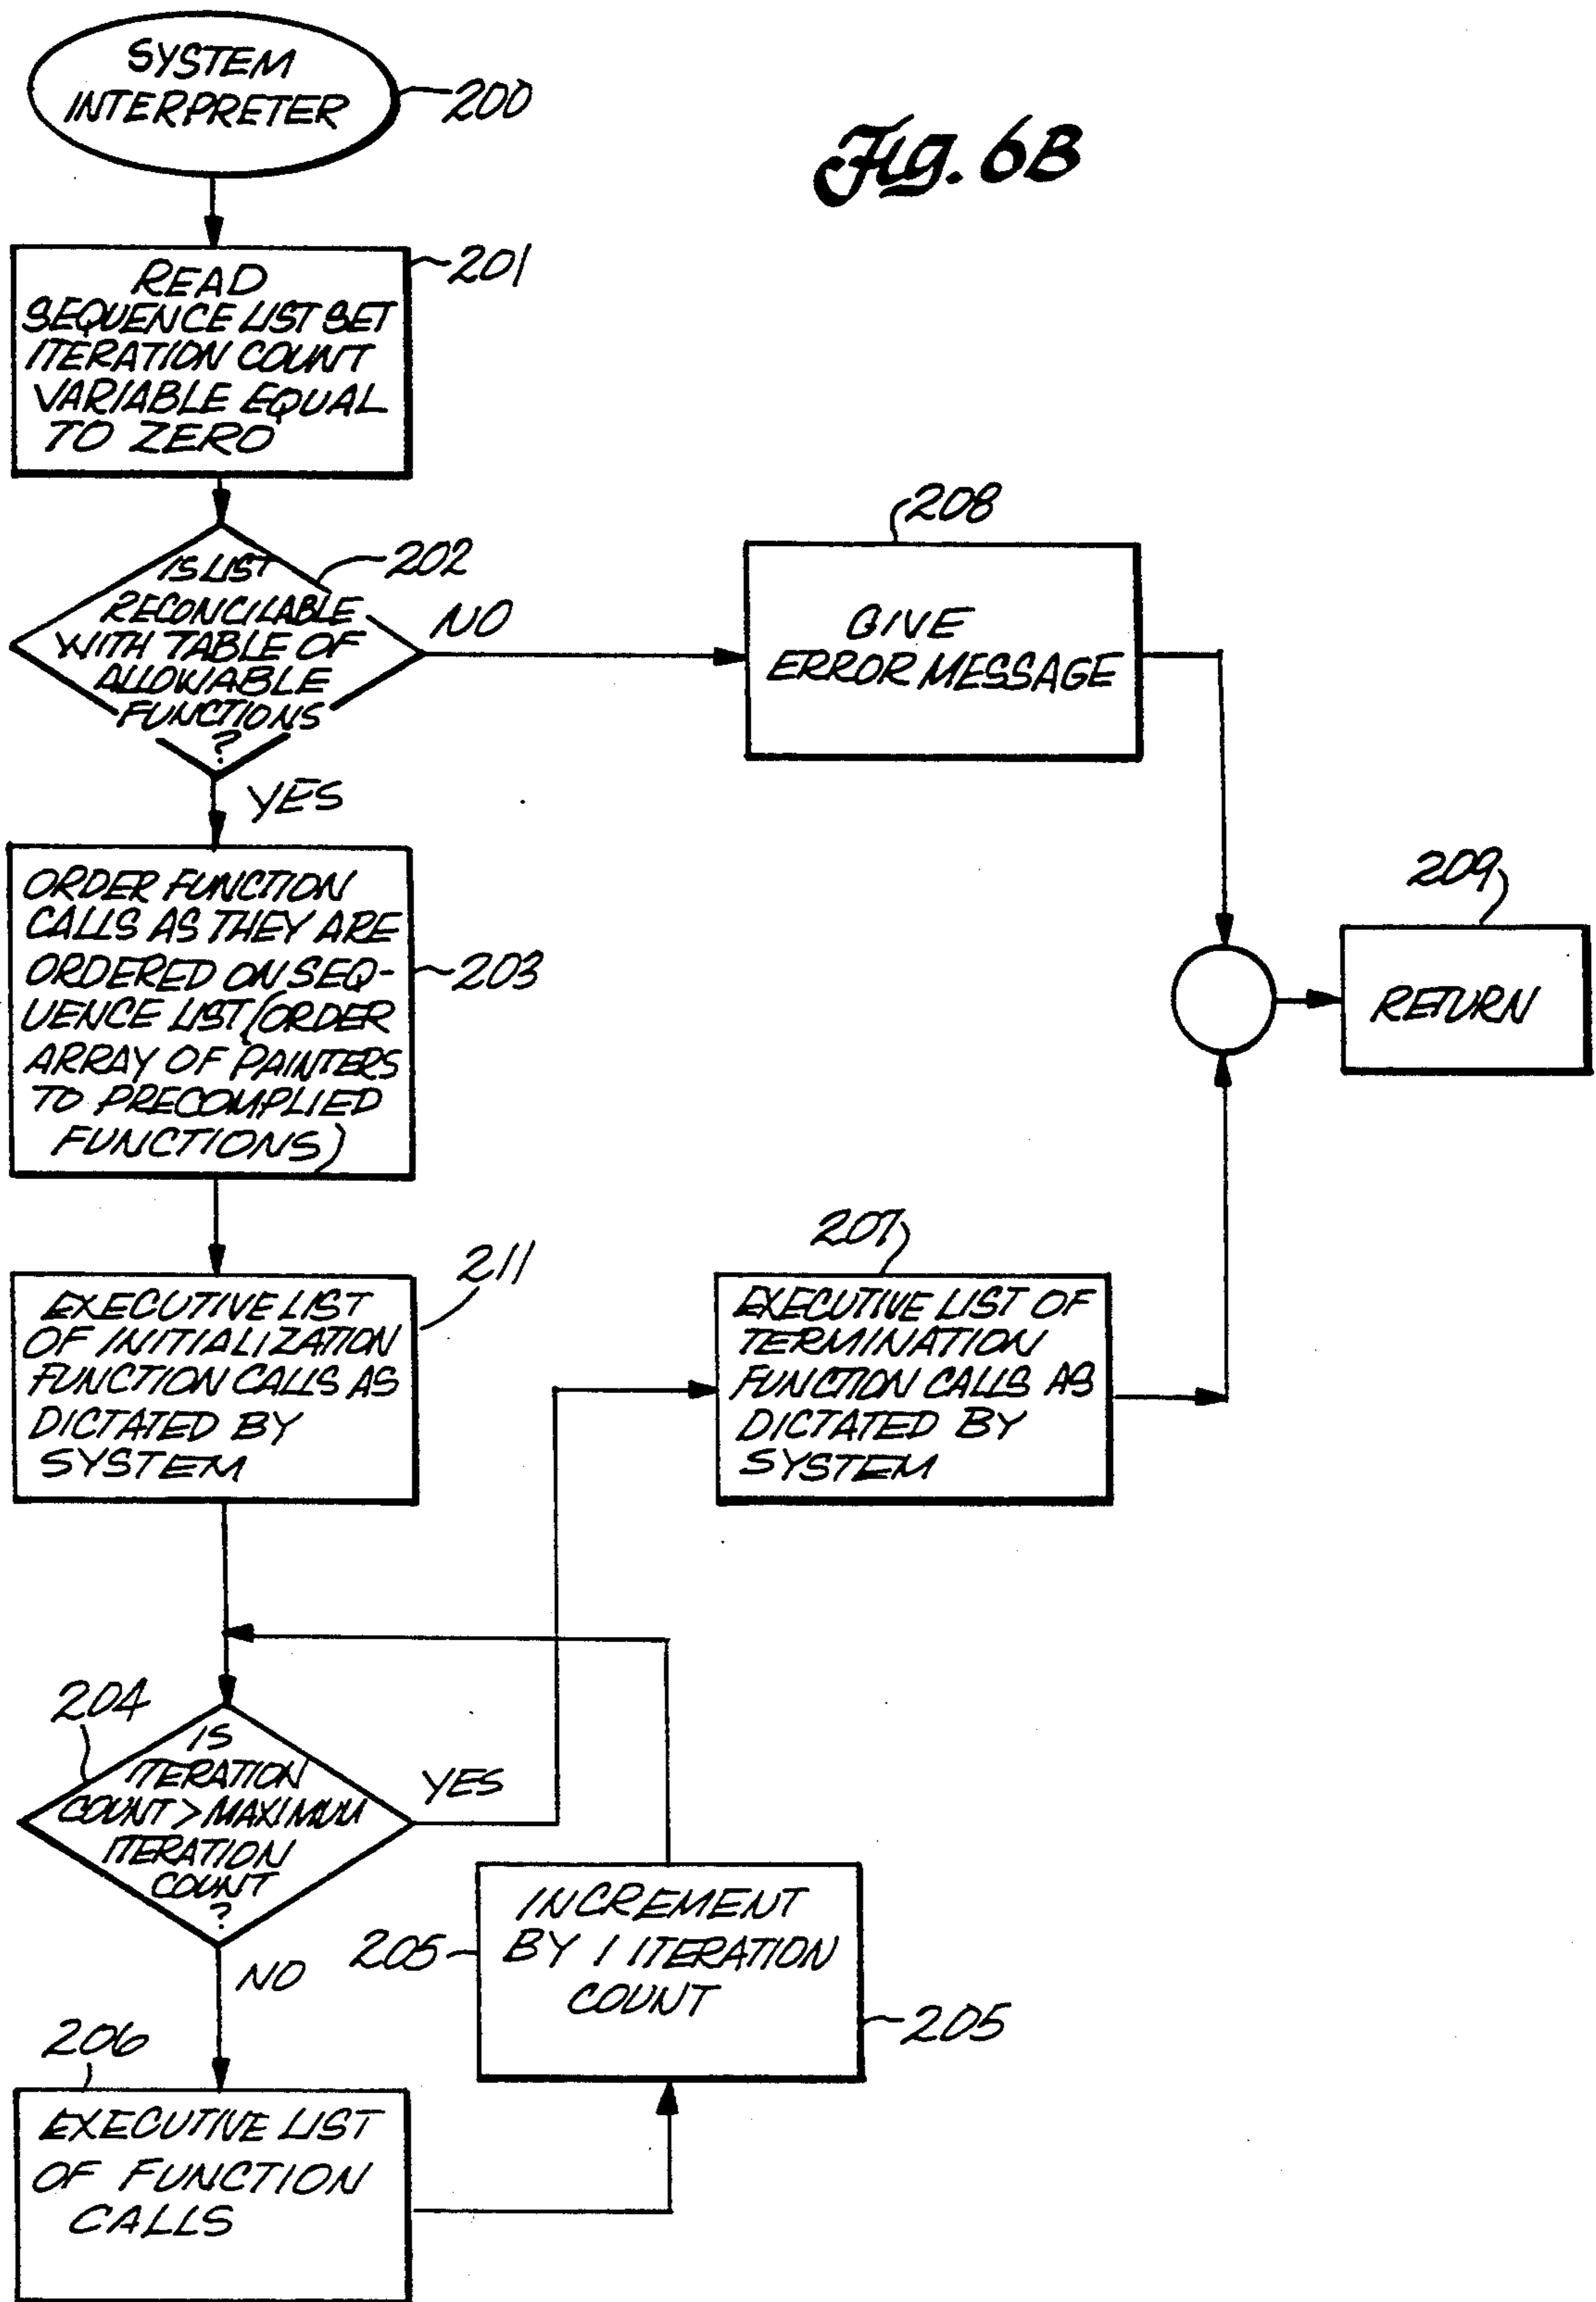 SYSTEM
INTERPRETER
200
Fig. 6B
READ
SEQUENCE LIST SET
ITERATION COUNT
VARIABLE EQUAL
TO ZERO
201
IS LIST
RECONCILABLE
WITH TABLE OF
ALLOWABLE
FUNCTIONS
?
202
NO
YES
208
GIVE
ERROR MESSAGE
ORDER FUNCTION
CALLS AS THEY ARE
ORDERED ON SEQ-
UENCE LIST (ORDER
ARRAY OF PAINTERS
TO PRECOMPLIED
FUNCTIONS)
203
209
RETURN
211
EXECUTIVE LIST
OF INITIALIZATION
FUNCTION CALLS AS
DICTATED BY
SYSTEM
207
EXECUTIVE LIST OF
TERMINATION
FUNCTION CALLS AS
DICTATED BY
SYSTEM
204
IS
ITERATION
COUNT > MAXIMUM
ITERATION
COUNT
?
YES
NO
205
INCREMENT
BY 1 ITERATION
COUNT
205
206
EXECUTIVE LIST
OF FUNCTION
CALLS